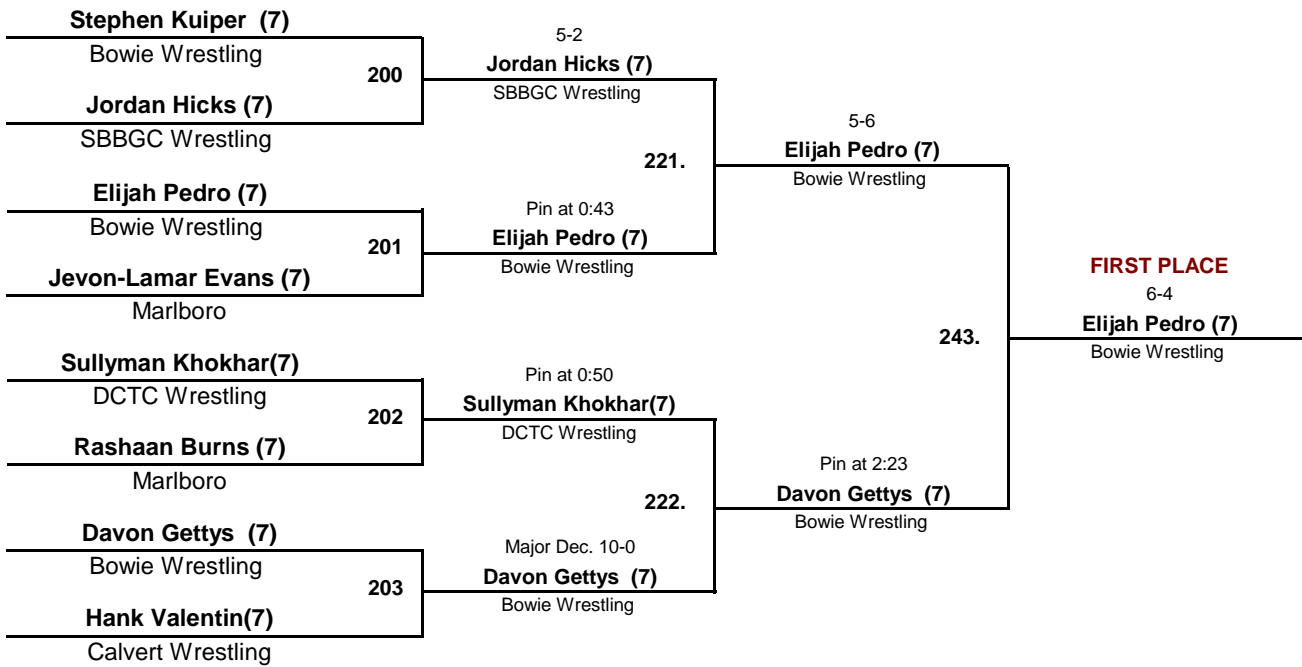 Stephen Kuiper  (7)
Bowie Wrestling
200
Jordan Hicks (7)
SBBGC Wrestling
Elijah Pedro (7)
Bowie Wrestling
201
Jevon-Lamar Evans (7)
Marlboro
Sullyman Khokhar(7)
DCTC Wrestling
202
Rashaan Burns (7)
Marlboro
Davon Gettys  (7)
Bowie Wrestling
203
Hank Valentin(7)
Calvert Wrestling
5-2
Jordan Hicks (7)
SBBGC Wrestling
221.
Pin at 0:43
Elijah Pedro (7)
Bowie Wrestling
Pin at 0:50
Sullyman Khokhar(7)
DCTC Wrestling
222.
Major Dec. 10-0
Davon Gettys  (7)
Bowie Wrestling
5-6
Elijah Pedro (7)
Bowie Wrestling
243.
Pin at 2:23
Davon Gettys  (7)
Bowie Wrestling
FIRST PLACE
6-4
Elijah Pedro (7)
Bowie Wrestling